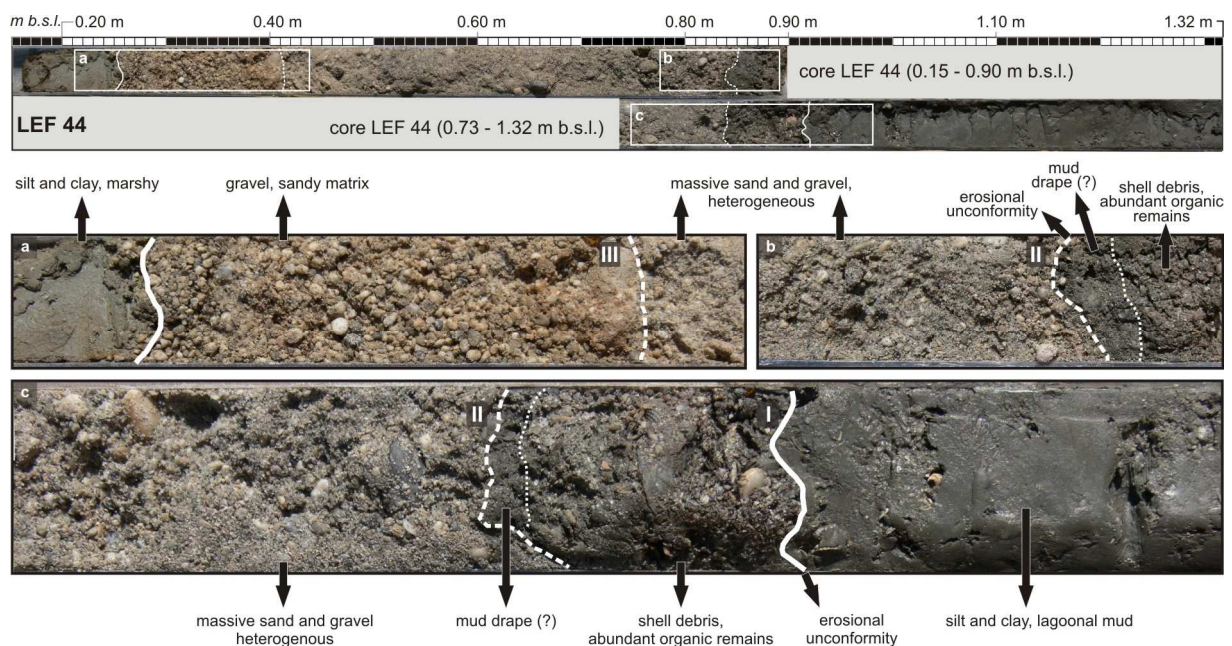 m b.s.l. 0.20 m 0.40 m 0.60 m 0.80 m 0.90 m 1.10 m 1.32 m
a
b
core LEF 44 (0.15 - 0.90 m b.s.l.)
LEF 44
core LEF 44 (0.73 - 1.32 m b.s.l.)
c
silt and clay, marshy
gravel, sandy matrix
massive sand and gravel,
heterogeneous
erosional
unconformity
mud
drape (?)
shell debris,
abundant organic
remains
a
III
b
II
c
II
I
massive sand and gravel
heterogenous
mud drape (?)
shell debris,
abundant organic remains
erosional
unconformity
silt and clay, lagoonal mud